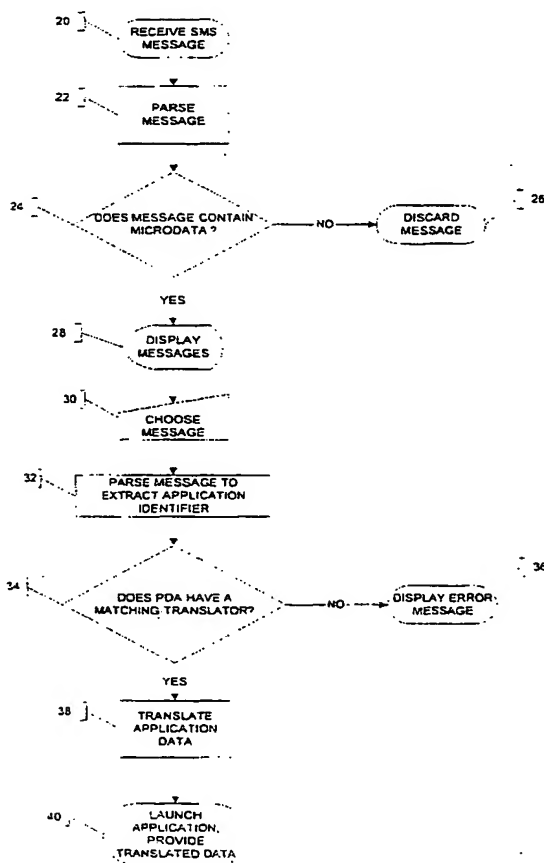 20
RECEIVE SMS
MESSAGE
22
PARSE
MESSAGE
24
DOES MESSAGE CONTAIN
MICRODATA?
NO
DISCARD
MESSAGE
26
YES
28
DISPLAY
MESSAGES
30
CHOOSE
MESSAGE
32
PARSE MESSAGE TO
EXTRACT APPLICATION
IDENTIFIER
34
DOES PDA HAVE A
MATCHING TRANSLATOR?
NO
DISPLAY ERROR
MESSAGE
36
YES
38
TRANSLATE
APPLICATION
DATA
40
LAUNCH
APPLICATION,
PROVIDE
TRANSLATED DATA